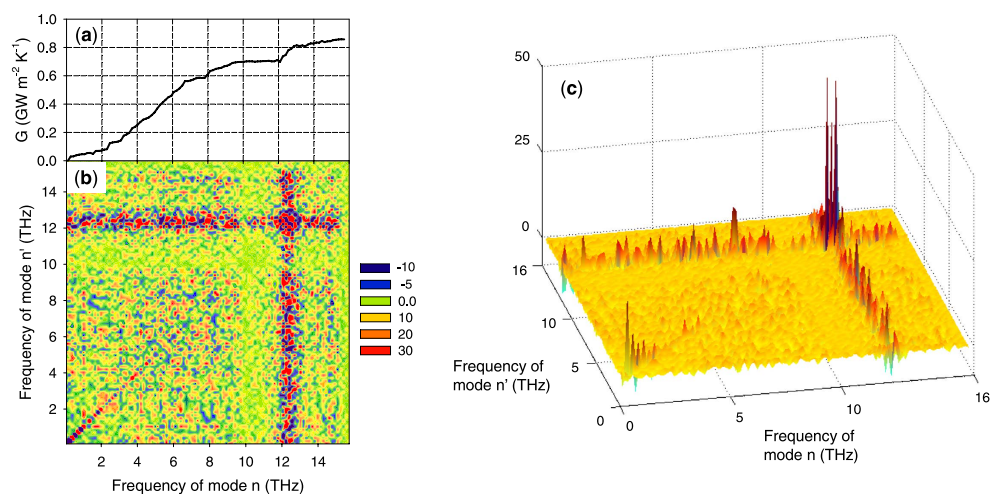 (a)
G (GW m-2 K-1)
1.0
0.8
0.6
0.4
0.2
0.0
(b)
Frequency of mode n' (THz)
14
12
10
8
6
4
2
2 4 6 8 10 12 14
Frequency of mode n (THz)
-10
-5
0.0
10
20
30
(c)
50
25
0
16
10
5
0
Frequency of
mode n' (THz)
0 5 10 16
Frequency of
mode n (THz)